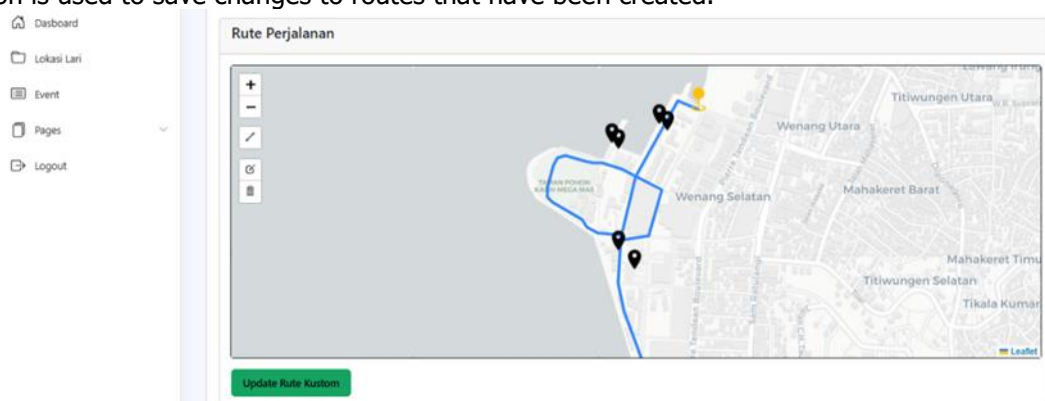 on is used to save changes to routes that have been created.
Dasboard
Lokasi Lari
Event
Pages
Logout
Rute Perjalanan
+
−
Titiwungen Utara
Wenang Utara
Mahakeret Barat
Wenang Selatan
Mahakeret Timu
Titiwungen Selatan
Tikala Kumar
Leaflet
Update Rute Kustom